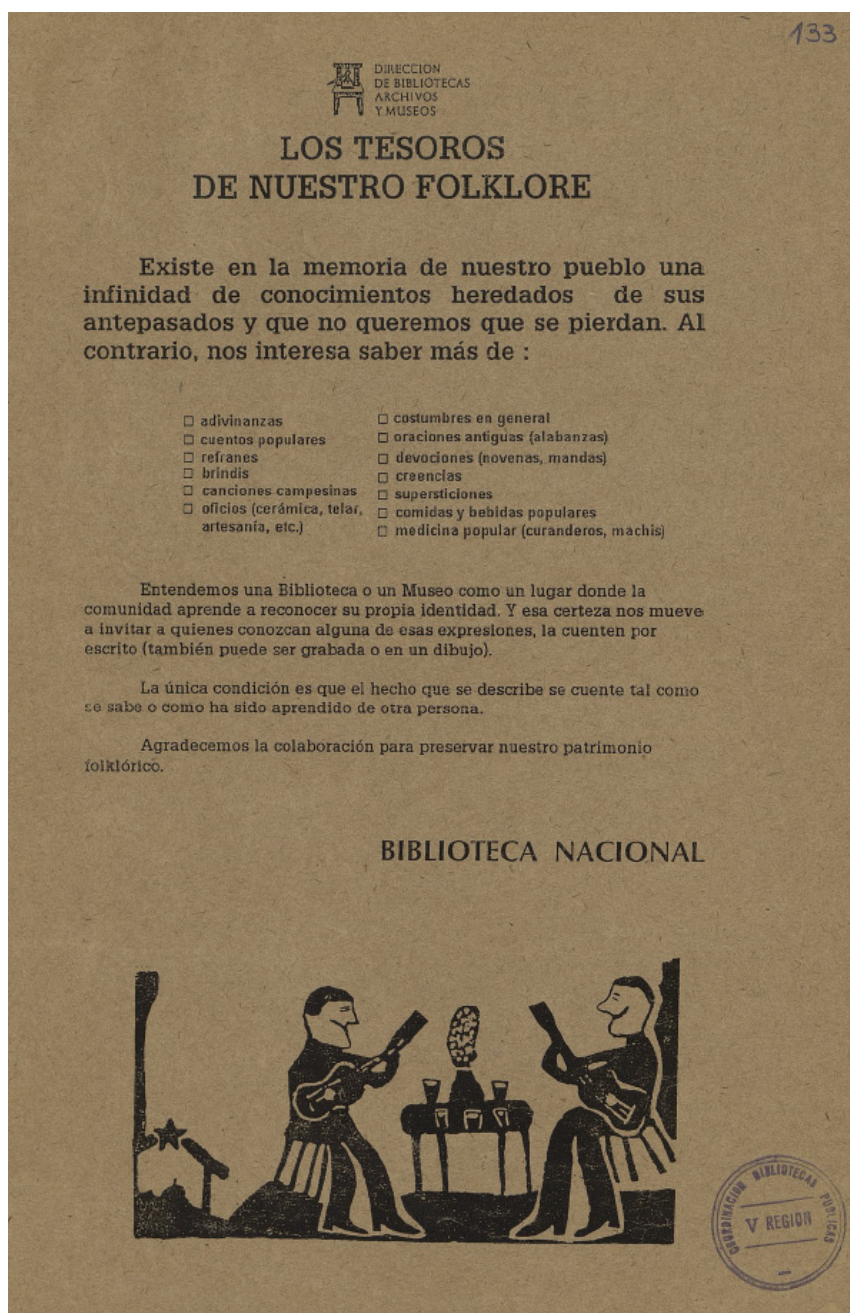 133
DIRECCION
DE BIBLIOTECAS
ARCHIVOS
Y MUSEOS
LOS TESOROS
DE NUESTRO FOLKLORE
Existe en la memoria de nuestro pueblo una
infinidad de conocimientos heredados de sus
antepasados y que no queremos que se pierdan. Al
contrario, nos interesa saber más de :
☐ adivinanzas
☐ cuentos populares
☐ refranes
☐ brindis
☐ canciones campesinas
☐ oficios (cerámica, telar,
artesanía, etc.)
☐ costumbres en general
☐ oraciones antiguas (alabanzas)
☐ devociones (novenas, mandas)
☐ creencias
☐ supersticiones
☐ comidas y bebidas populares
☐ medicina popular (curanderos, machis)
Entendemos una Biblioteca o un Museo como un lugar donde la
comunidad aprende a reconocer su propia identidad. Y esa certeza nos mueve
a invitar a quienes conozcan alguna de esas expresiones, la cuenten por
escrito (también puede ser grabada o en un dibujo).
La única condición es que el hecho que se describe se cuente tal como
se sabe o como ha sido aprendido de otra persona.
Agradecemos la colaboración para preservar nuestro patrimonio
folklórico.
BIBLIOTECA NACIONAL
COORDINACION BIBLIOTECAS PUBLICAS
V REGION